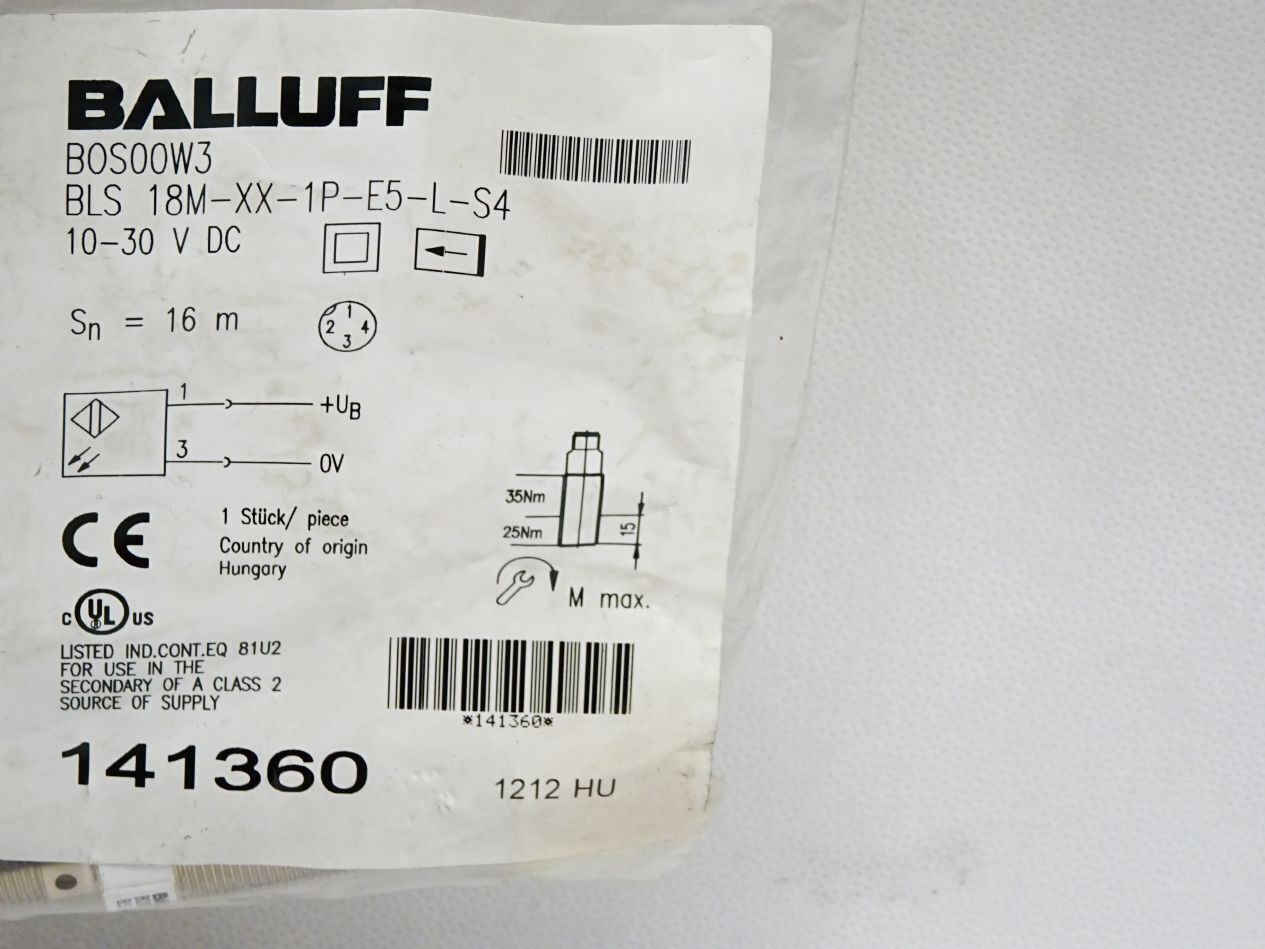 BALLUFF
BOS00W3
BLS 18M-XX-1P-E5-L-S4
10-30 V DC
Sn = 16 m
1
2 4
3
1
+UB
3
0V
35Nm
25Nm
15
M max.
CE
1 Stück/ piece
Country of origin
Hungary
C UL US
®
LISTED IND.CONT.EQ 81U2
FOR USE IN THE
SECONDARY OF A CLASS 2
SOURCE OF SUPPLY
*141360*
141360
1212 HU